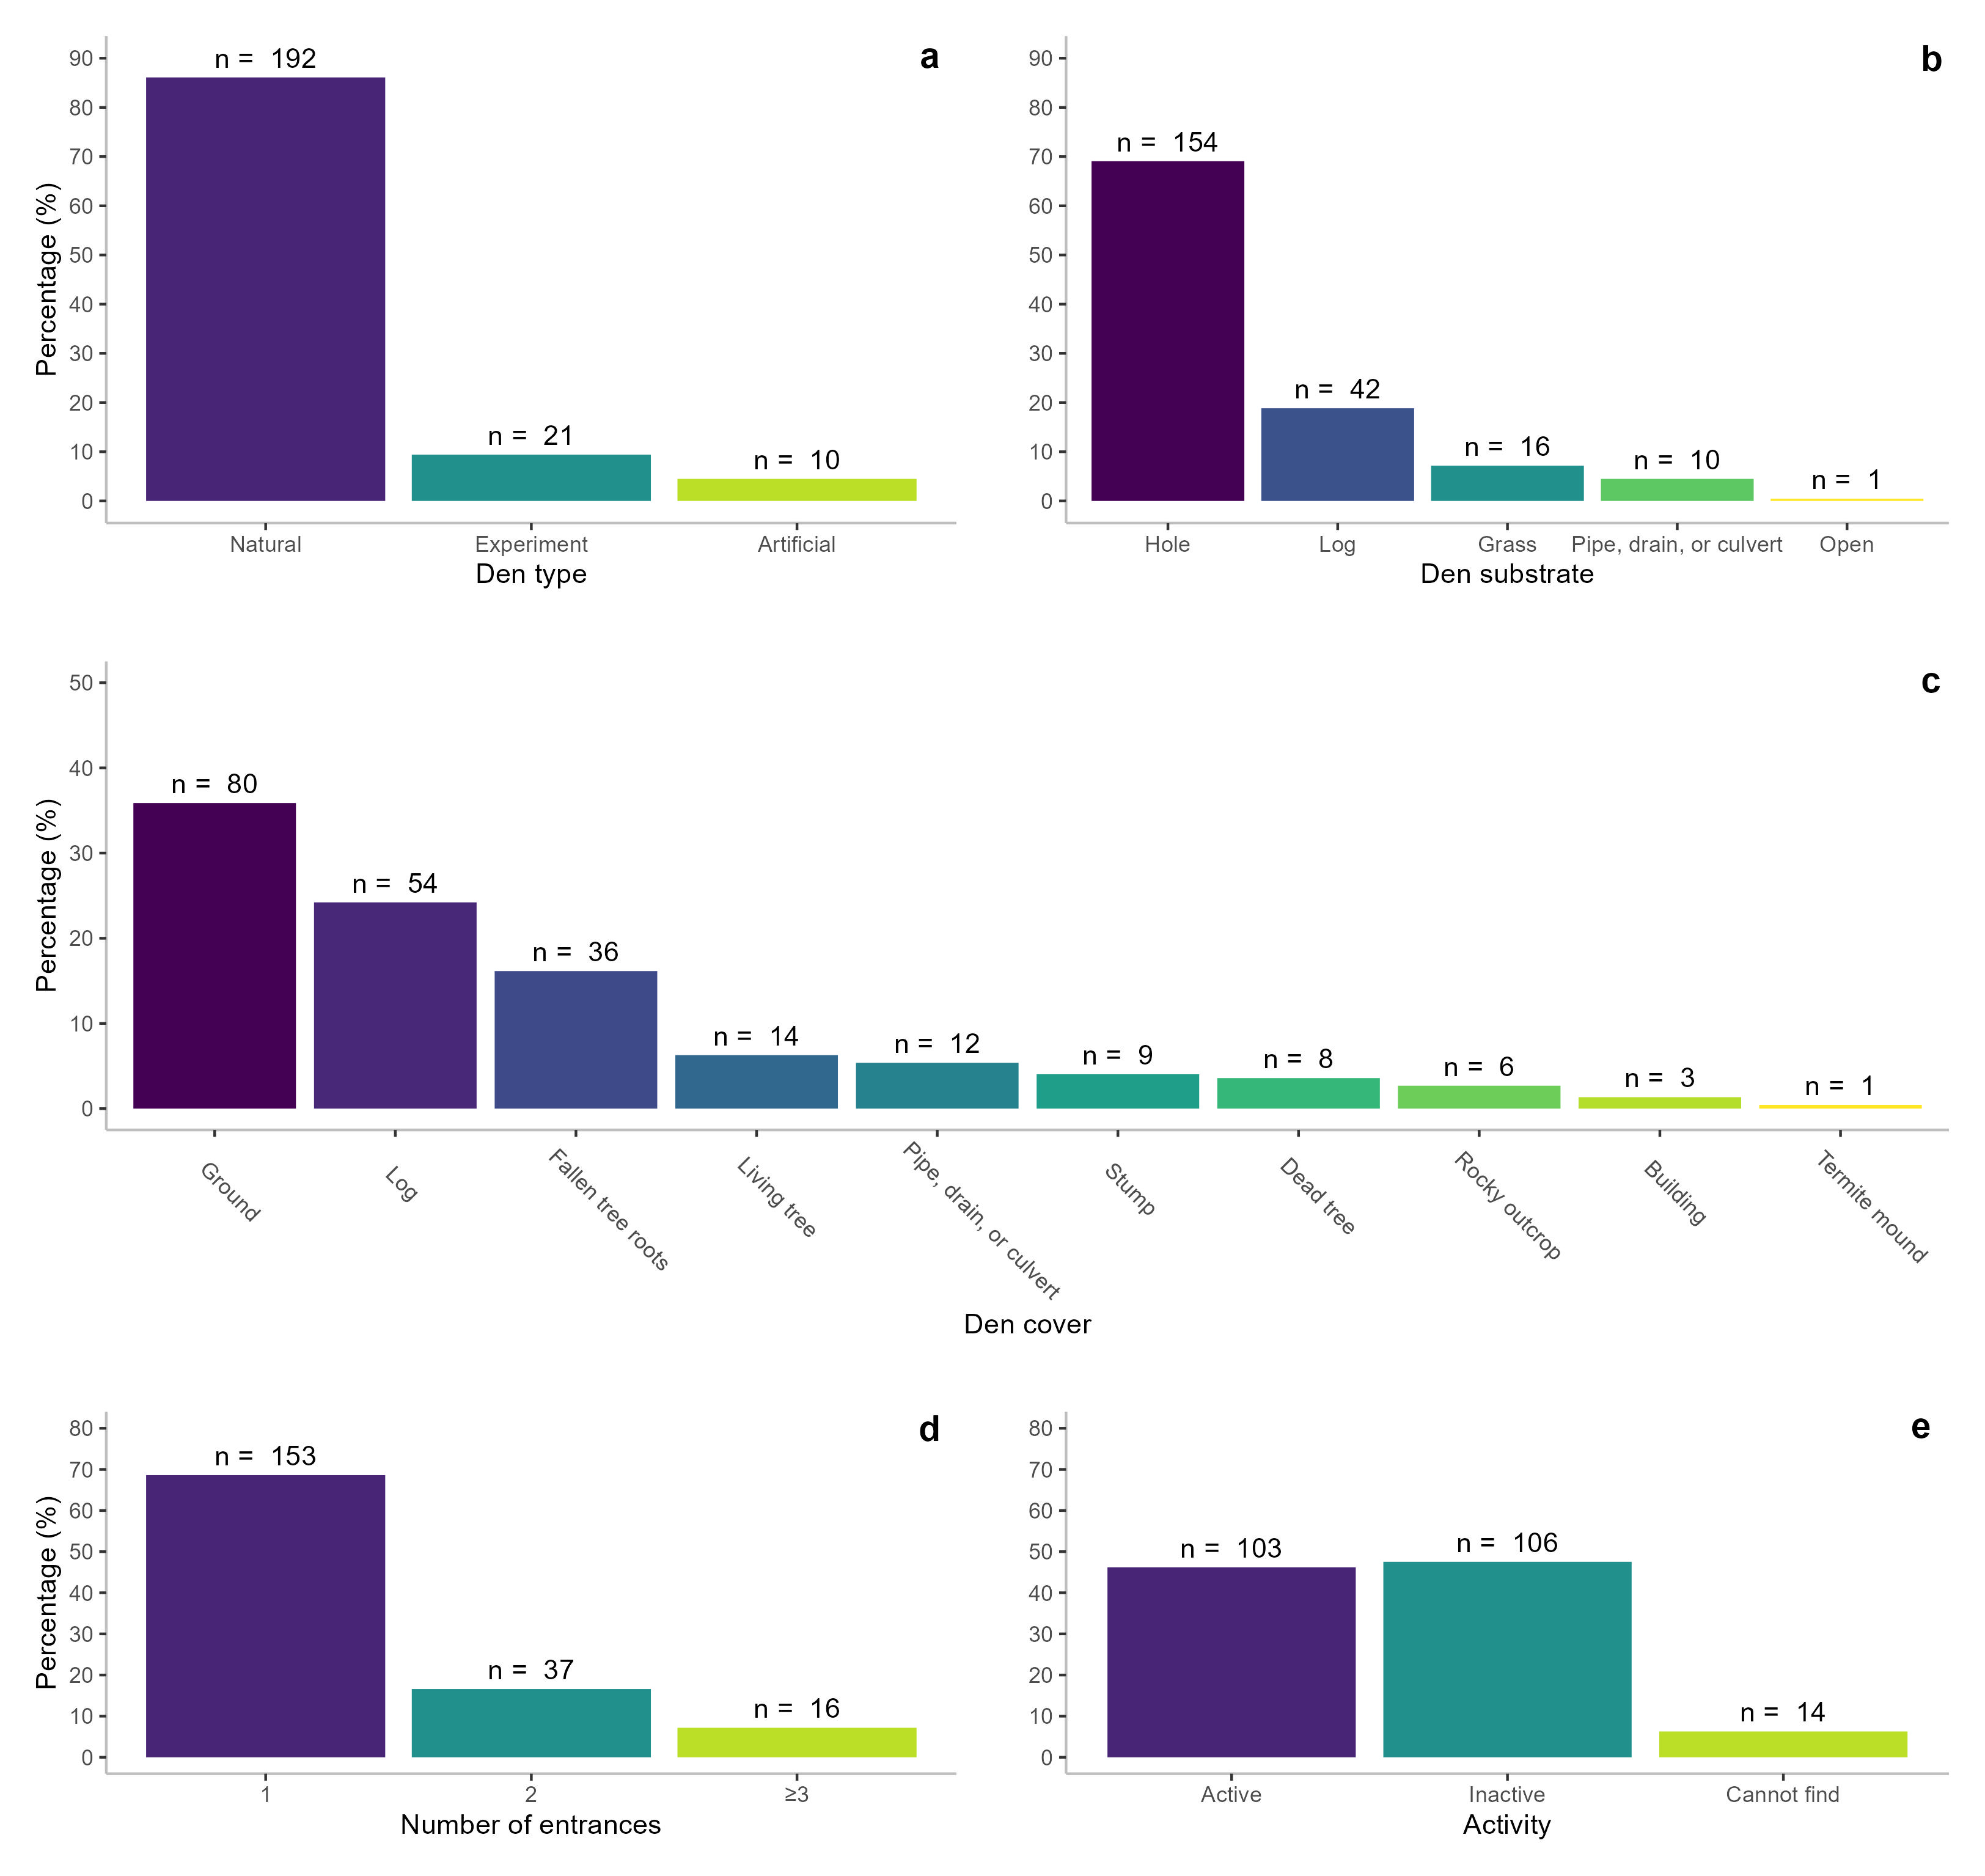 a
Percentage (%)
90
80
70
60
50
40
30
20
10
0
n = 192
n = 21
n = 10
Natural
Experiment
Artificial
Den type
b
90
80
70
60
50
40
30
20
10
0
n = 154
n = 42
n = 16
n = 10
n = 1
Hole
Log
Grass
Pipe, drain, or culvert
Open
Den substrate
c
Percentage (%)
50
40
30
20
10
0
n = 80
n = 54
n = 36
n = 14
n = 12
n = 9
n = 8
n = 6
n = 3
n = 1
Ground
Log
Fallen tree roots
Living tree
Pipe, drain, or culvert
Stump
Dead tree
Rocky outcrop
Building
Termite mound
Den cover
d
Percentage (%)
80
70
60
50
40
30
20
10
0
n = 153
n = 37
n = 16
1
2
≥3
Number of entrances
e
80
70
60
50
40
30
20
10
0
n = 103
n = 106
n = 14
Active
Inactive
Cannot find
Activity